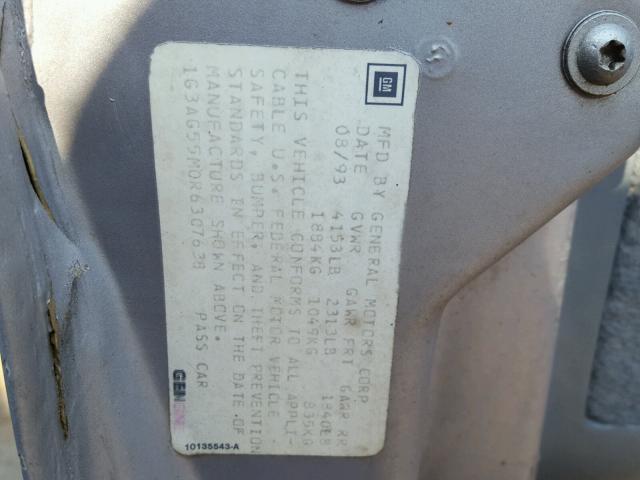 GM
MFD BY GENERAL MOTORS CORP
DATE GVWR GAWR FRT GAWR RR
08/93 4153LB 2313LB 1840LB
1884KG 1049KG 835KG
THIS VEHICLE CONFORMS TO ALL APPLI-
CABLE U.S. FEDERAL MOTOR VEHICLE
SAFETY, BUMPER, AND THEFT PREVENTION
STANDARDS IN EFFECT ON THE DATE OF
MANUFACTURE SHOWN ABOVE.
1G3AG55M0R6307638 PASS CAR
10135543-A